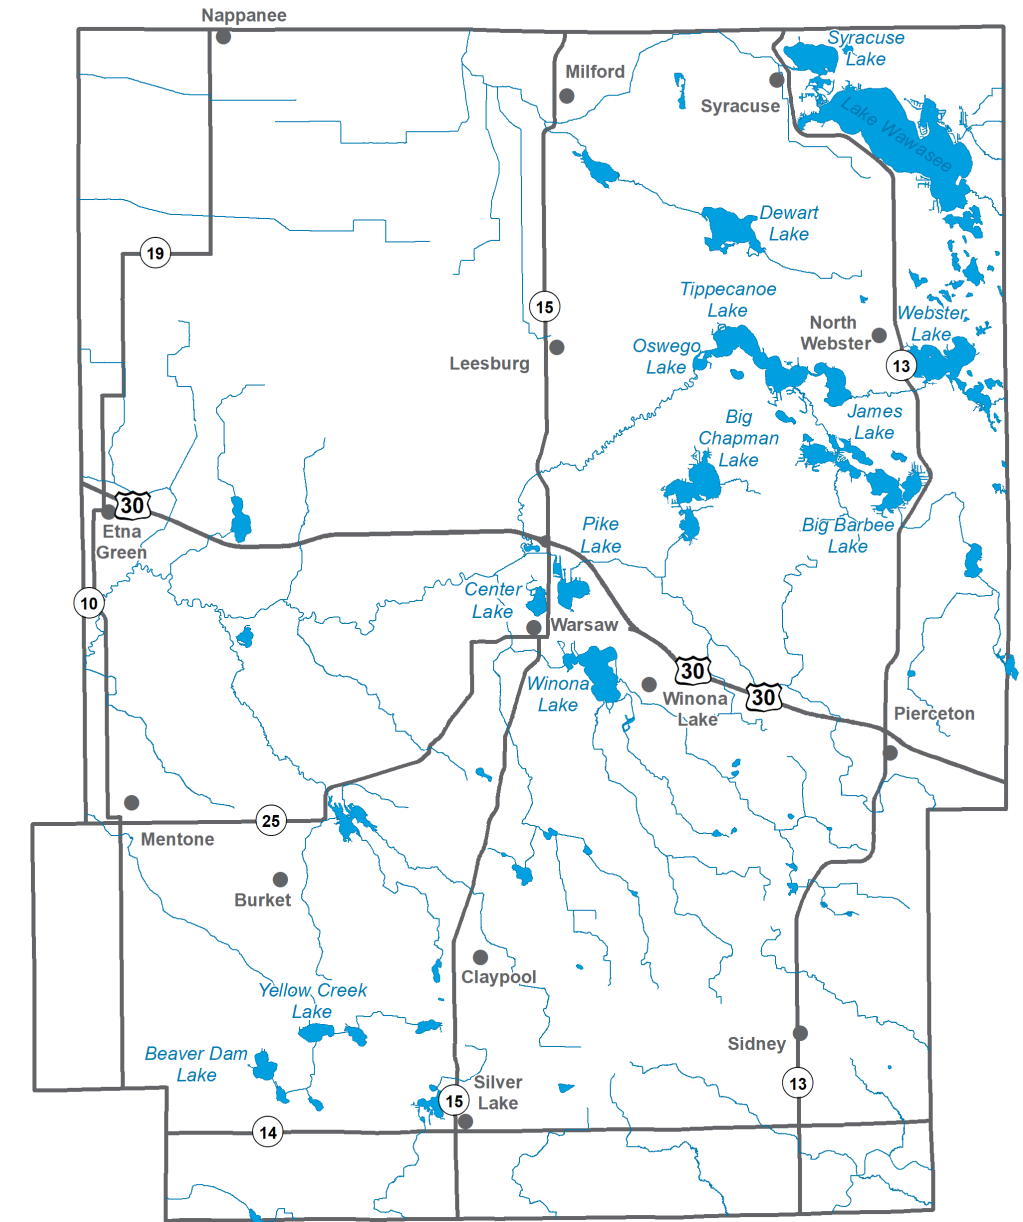 Nappanee
Syracuse
Lake
Milford
Syracuse
Lake Wawasee
Dewart
Lake
19
Tippecanoe
Lake
15
North
Webster
Webster
Lake
Oswego
Lake
Leesburg
13
James
Lake
Big
Chapman
Lake
30
Etna
Green
Pike
Lake
Big Barbee
Lake
10
Center
Lake
Warsaw
30
30
Winona
Lake
Winona
Lake
Pierceton
25
Mentone
Burket
Claypool
Yellow Creek
Lake
Beaver Dam
Lake
Sidney
Silver
Lake
15
13
14